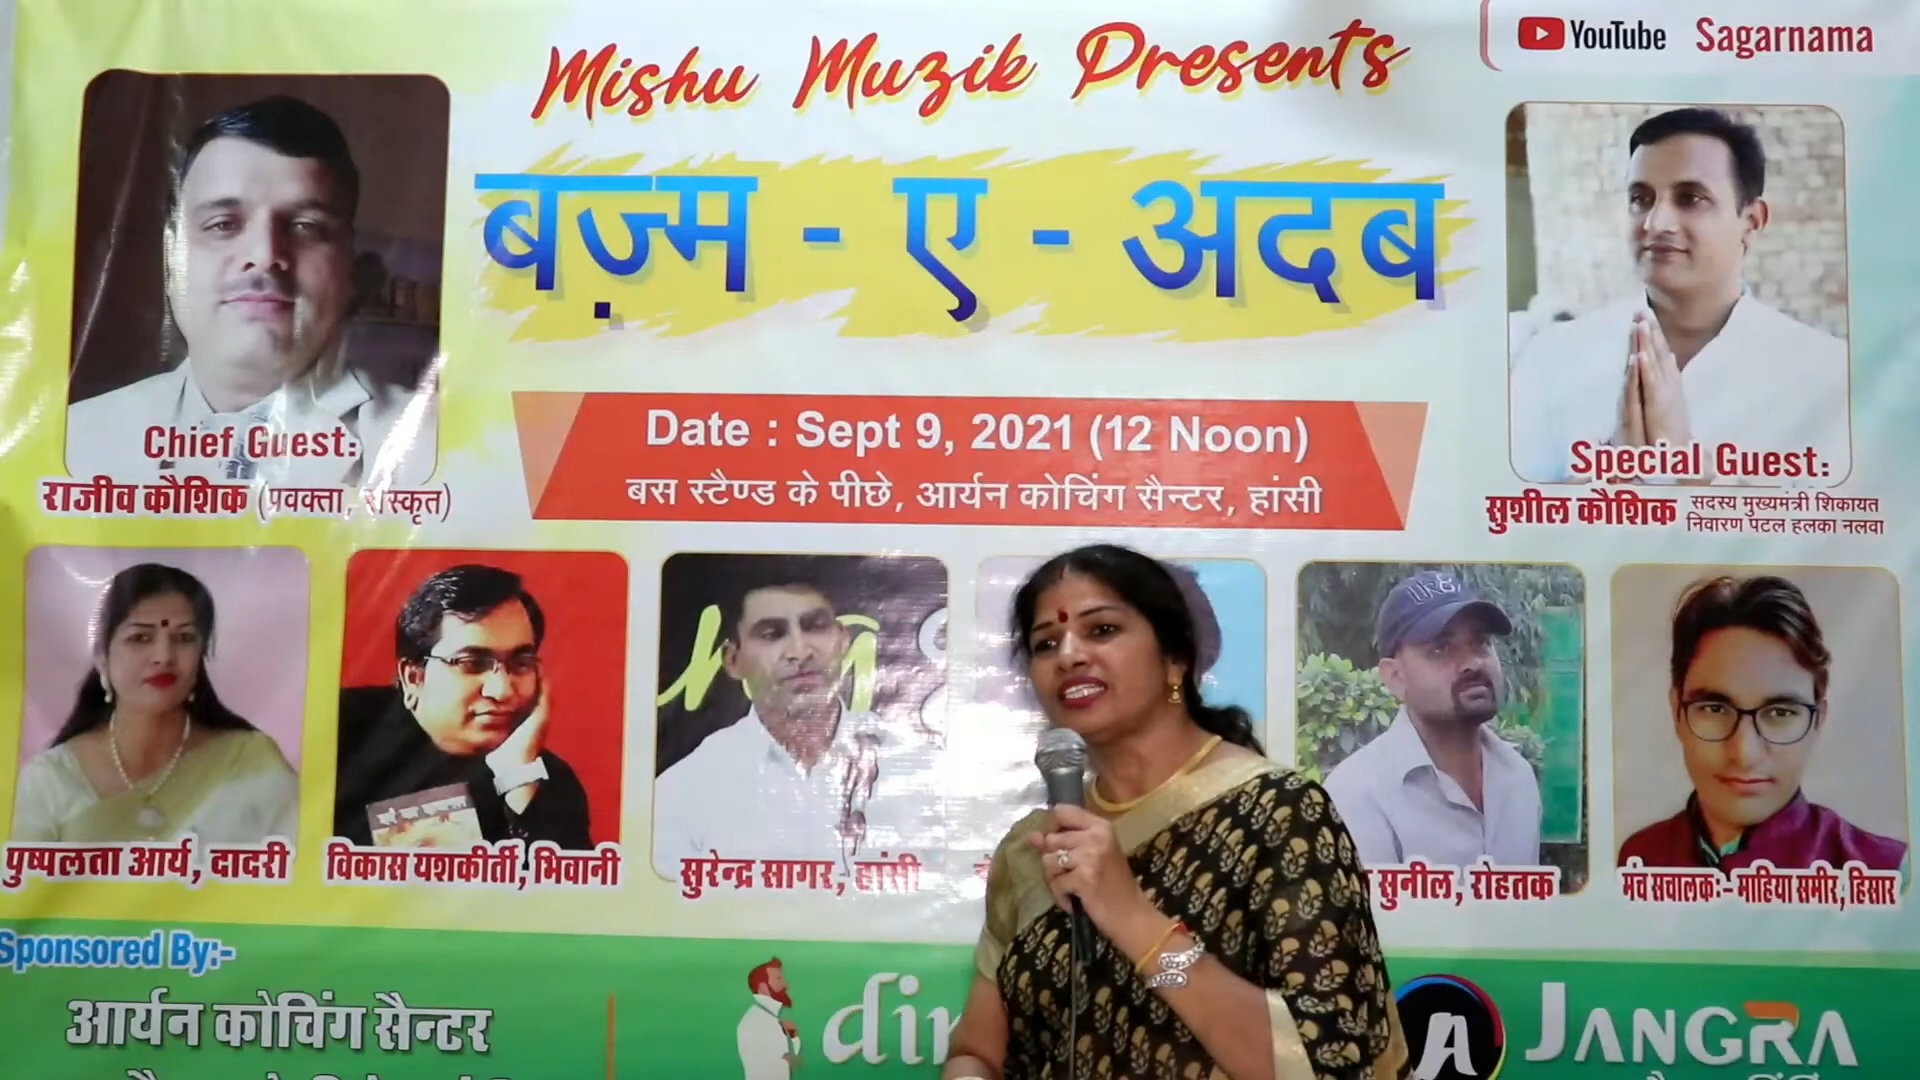 Mishu Muzik Presents
YouTube Sagarnama
बज़्म - ए - अदब
Date : Sept 9, 2021 (12 Noon)
बस स्टैण्ड के पीछे, आर्यन कोचिंग सैन्टर, हांसी
Chief Guest:
राजीव कौशिक (प्रवक्ता, संस्कृत)
Special Guest:
सुशील कौशिक सदस्य मुख्यमंत्री शिकायत
निवारण पटल हलका नलवा
पुष्पलता आर्य, दादरी
विकास यशकीर्ती, भिवानी
सुरेन्द्र सागर, हांसी
सुनील, रोहतक
मंच सचालकः- माहिया समीर, हिसार
Sponsored By:-
आर्यन कोचिंग सैन्टर
JANGRA